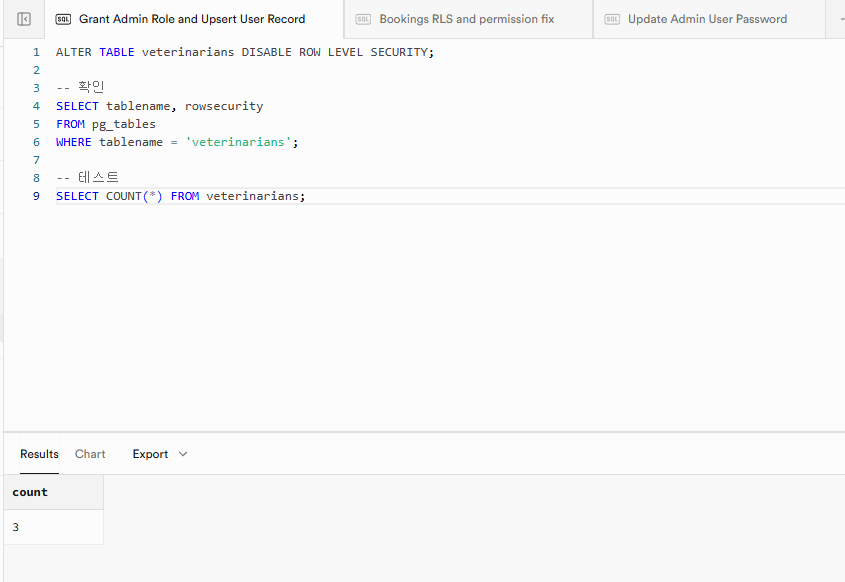 SQL Grant Admin Role and Upsert User Record SQL Bookings RLS and permission fix SQL Update Admin User Password
1 ALTER TABLE veterinarians DISABLE ROW LEVEL SECURITY;
2
3 -- 확인
4 SELECT tablename, rowsecurity
5 FROM pg_tables
6 WHERE tablename = 'veterinarians';
7
8 -- 테스트
9 SELECT COUNT(*) FROM veterinarians;
Results Chart Export
count
3